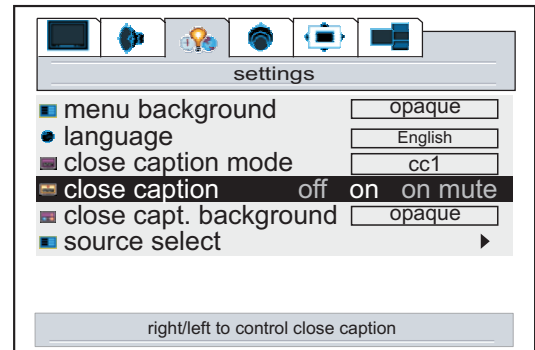 settings
menu background opaque
language English
close caption mode cc1
close caption off on on mute
close capt. background opaque
source select
right/left to control close caption